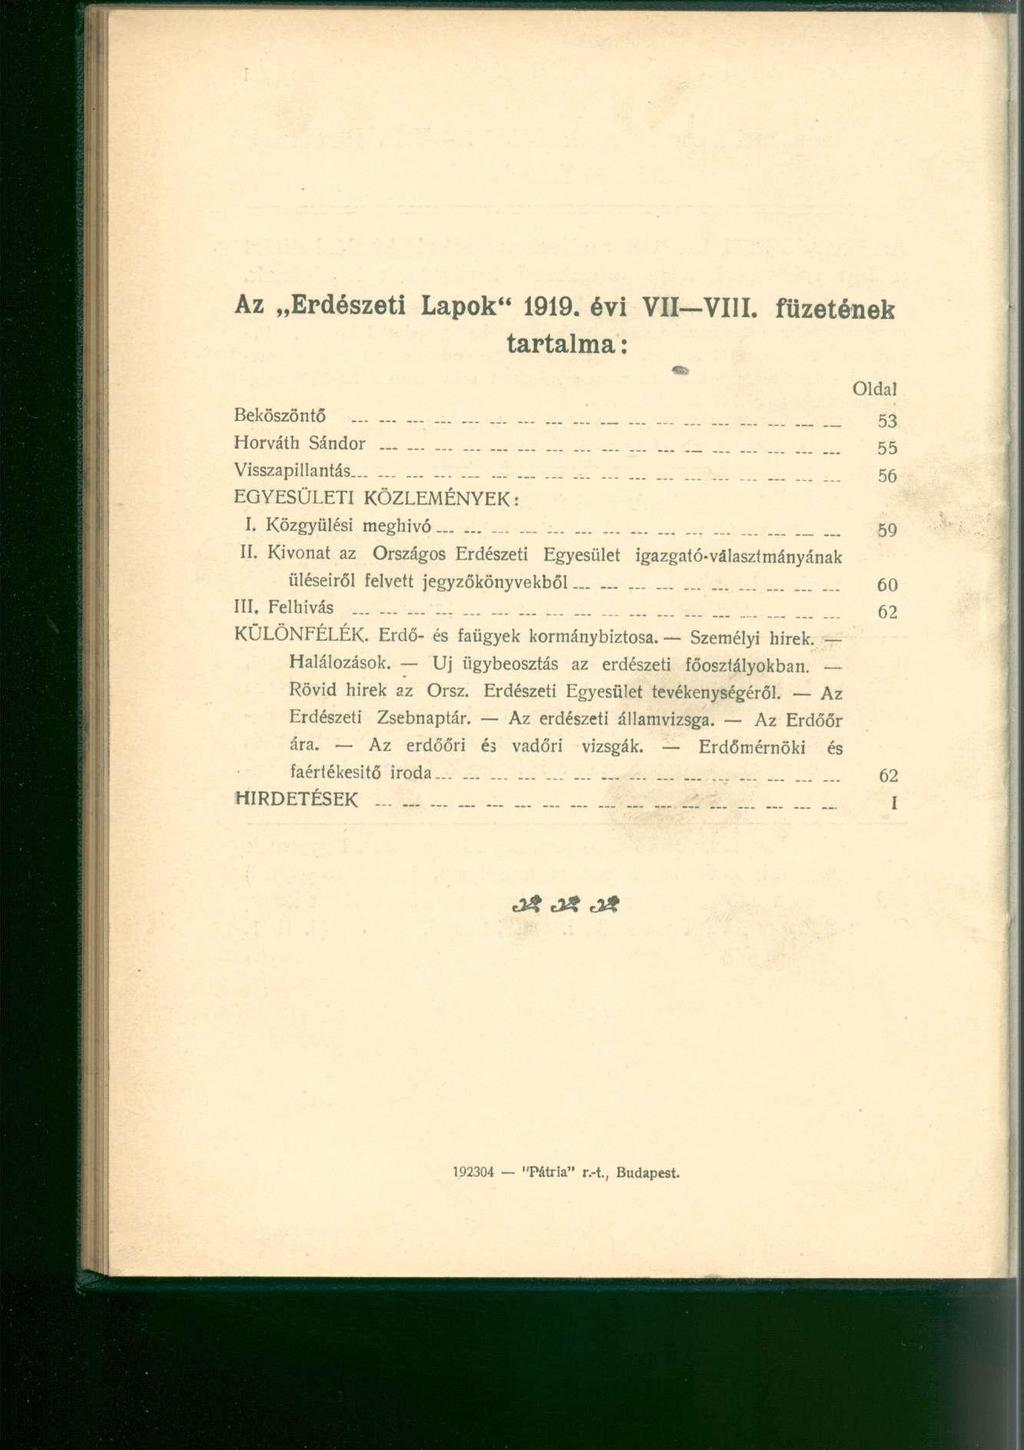 Az „Erdészeti Lapok“ 1919. évi VII—VIII. füzetének
tartalma:
Oldal
Beköszöntő 53
Horváth Sándor 55
Visszapillantás 56
EGYESÜLETI KÖZLEMÉNYEK:
I. Közgyülési meghivó 59
II. Kivonat az Országos Erdészeti Egyesület igazgató-választmányának
üléseiről felvett jegyzőkönyvekből 60
III. Felhivás 62
KÜLÖNFÉLÉK. Erdő- és faügyek kormánybiztosa. — Személyi hirek. —
Halálozások. — Uj ügybeosztás az erdészeti főosztályokban. —
Rövid hirek az Orsz. Erdészeti Egyesület tevékenységéről. — Az
Erdészeti Zsebnaptár. — Az erdészeti államvizsga. — Az Erdőőr
ára. — Az erdőőri és vadőri vizsgák. — Erdőmérnöki és
faértékesitő iroda 62
HIRDETÉSEK I
192304 — "Pátria" r.-t., Budapest.